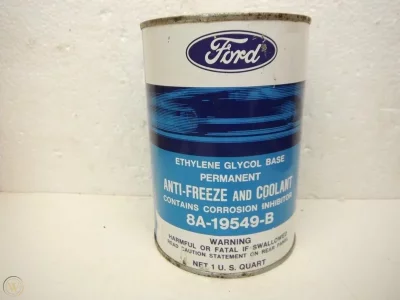 Ford
ETHYLENE GLYCOL BASE
PERMANENT
ANTI-FREEZE AND COOLANT
CONTAINS CORROSION INHIBITOR
8A-19549-B
WARNING
HARMFUL OR FATAL IF SWALLOWED
READ CAUTION STATEMENT ON REAR PANEL
NET 1 U. S. QUART